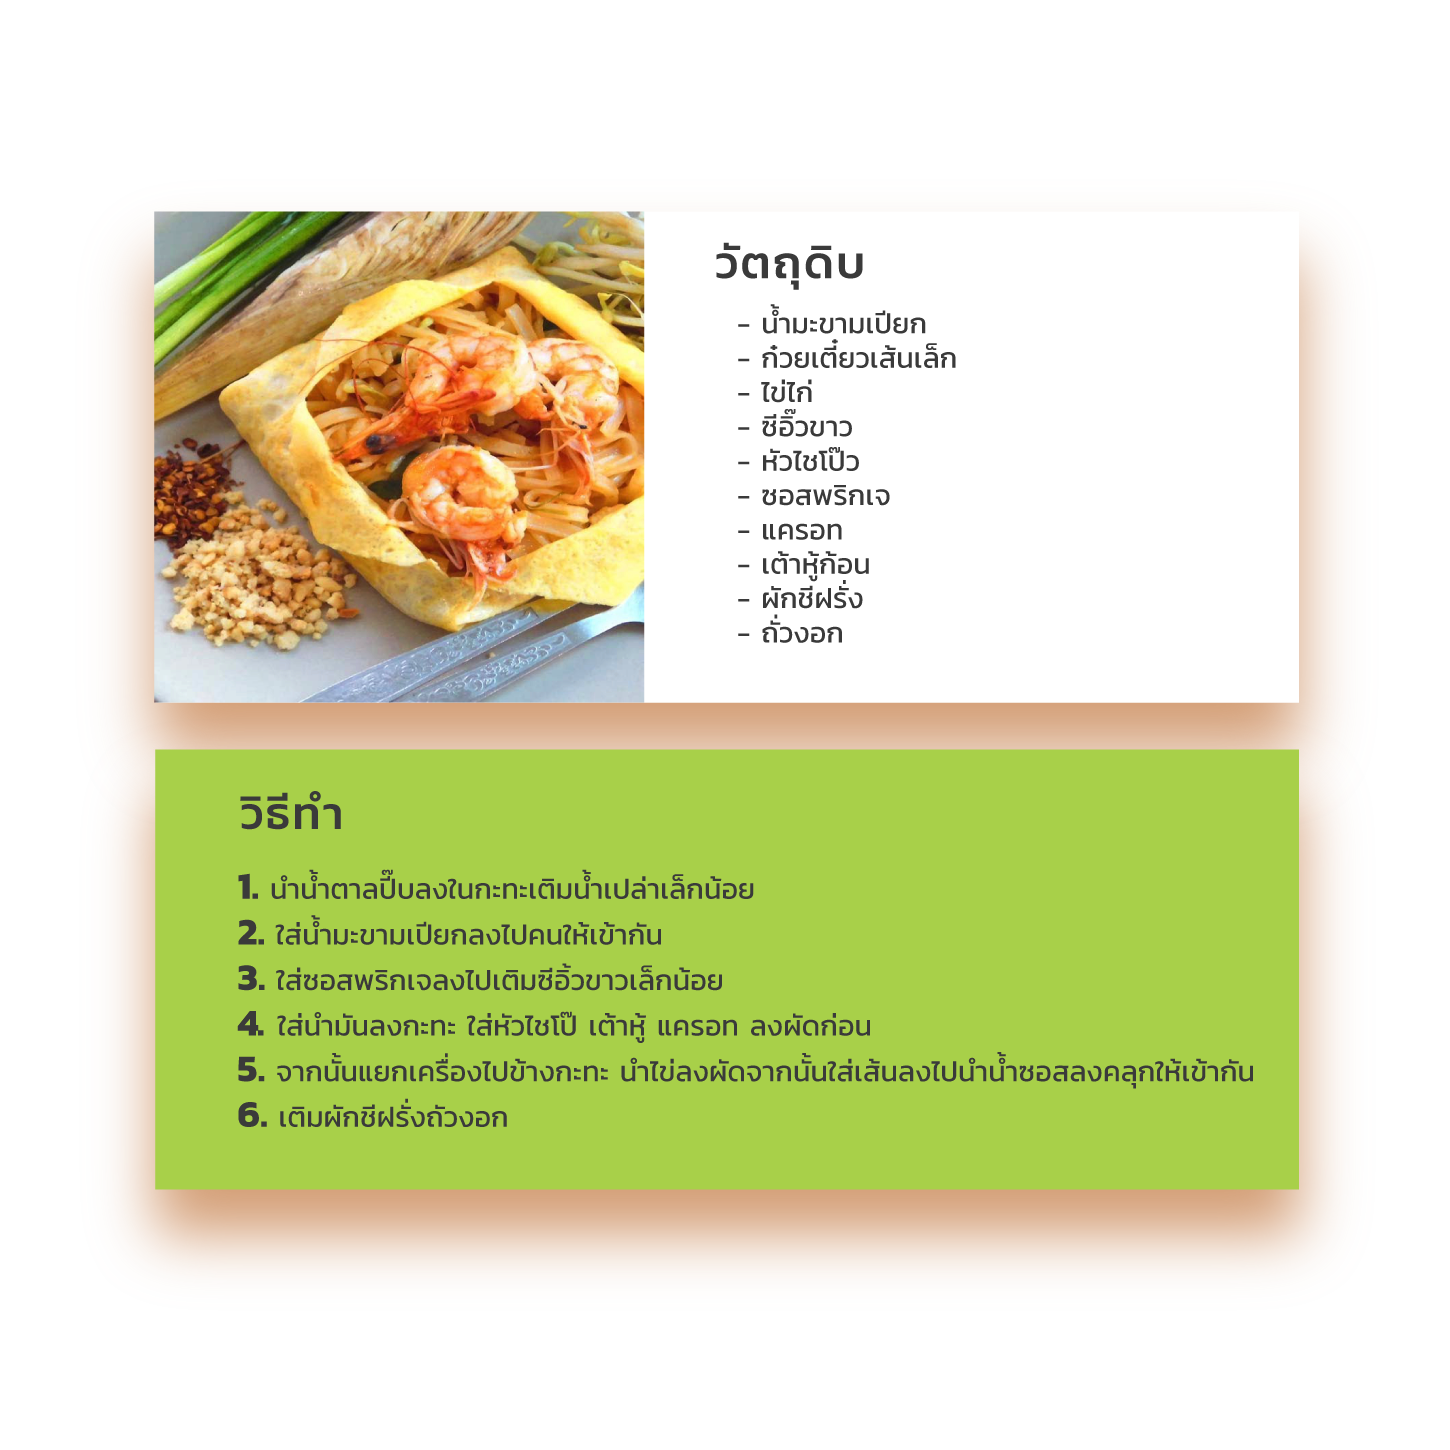 วัตถุดิบ
- น้ำมะขามเปียก
- ก๋วยเตี๋ยวเส้นเล็ก
- ไข่ไก่
- ซีอิ๊วขาว
- หัวไชโป๊ว
- ซอสพริกเจ
- แครอท
- เต้าหู้ก้อน
- ผักชีฝรั่ง
- ถั่วงอก
วิธีทำ
1. นำน้ำตาลปี๊บลงในกะทะเติมน้ำเปล่าเล็กน้อย
2. ใส่น้ำมะขามเปียกลงไปคนให้เข้ากัน
3. ใส่ซอสพริกเจลงไปเติมซีอิ้วขาวเล็กน้อย
4. ใส่นำมันลงกะทะ ใส่หัวไชโป๊ เต้าหู้ แครอท ลงผัดก่อน
5. จากนั้นแยกเครื่องไปข้างกะทะ นำไข่ลงผัดจากนั้นใส่เส้นลงไปนำน้ำซอสลงคลุกให้เข้ากัน
6. เติมผักชีฝรั่งถัวงอก